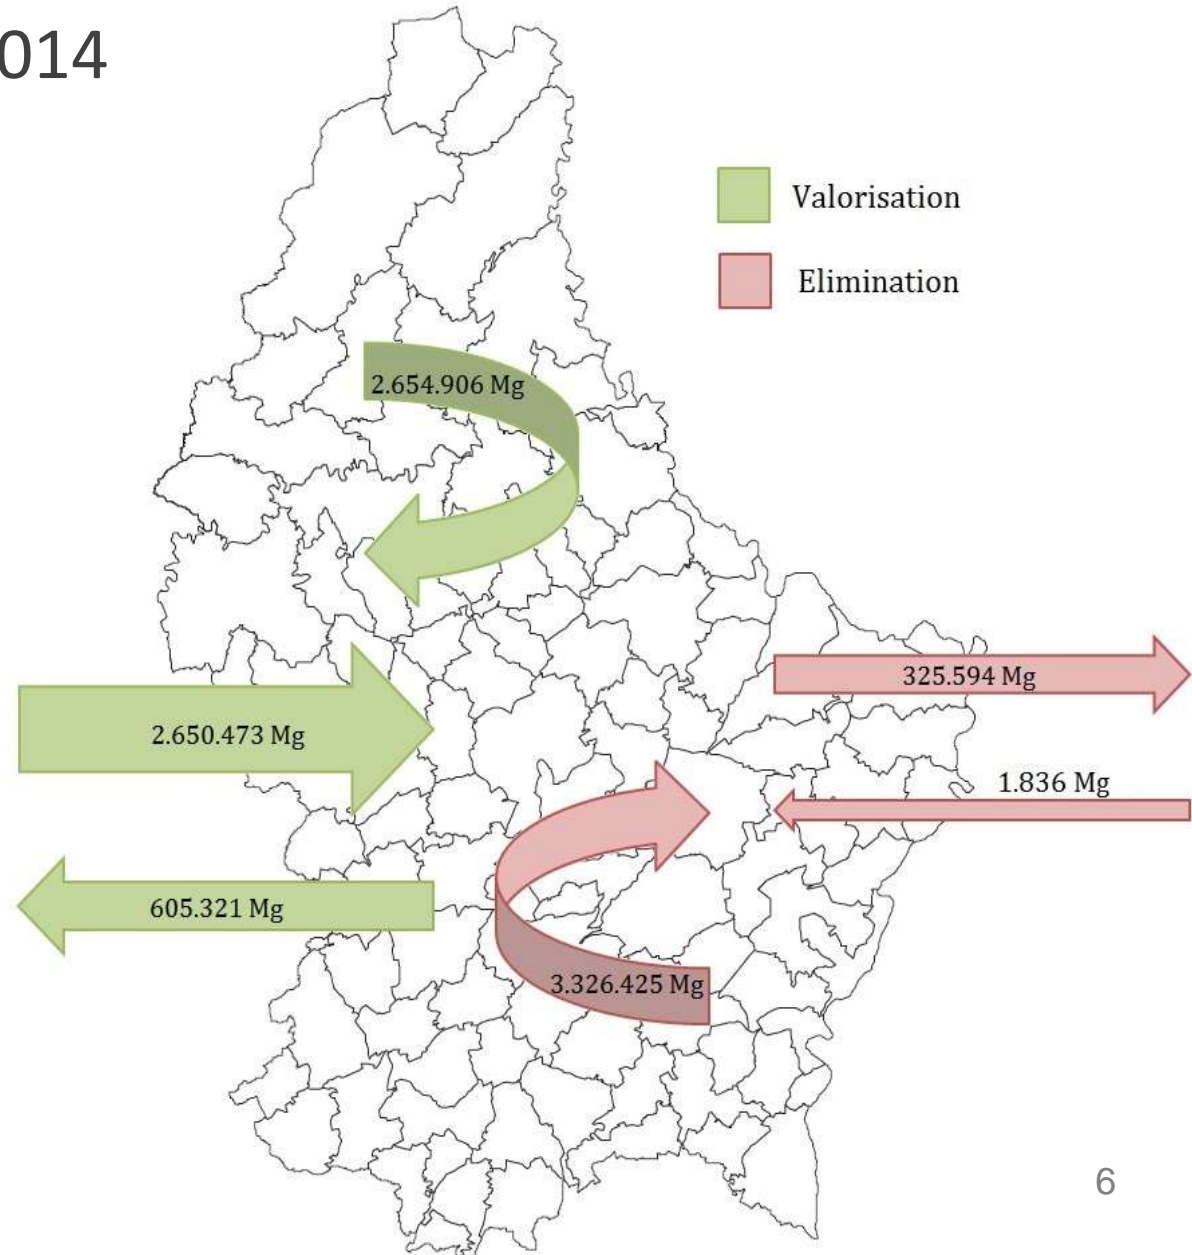 014
Valorisation
Elimination
2.654.906 Mg
325.594 Mg
2.650.473 Mg
1.836 Mg
605.321 Mg
3.326.425 Mg
6